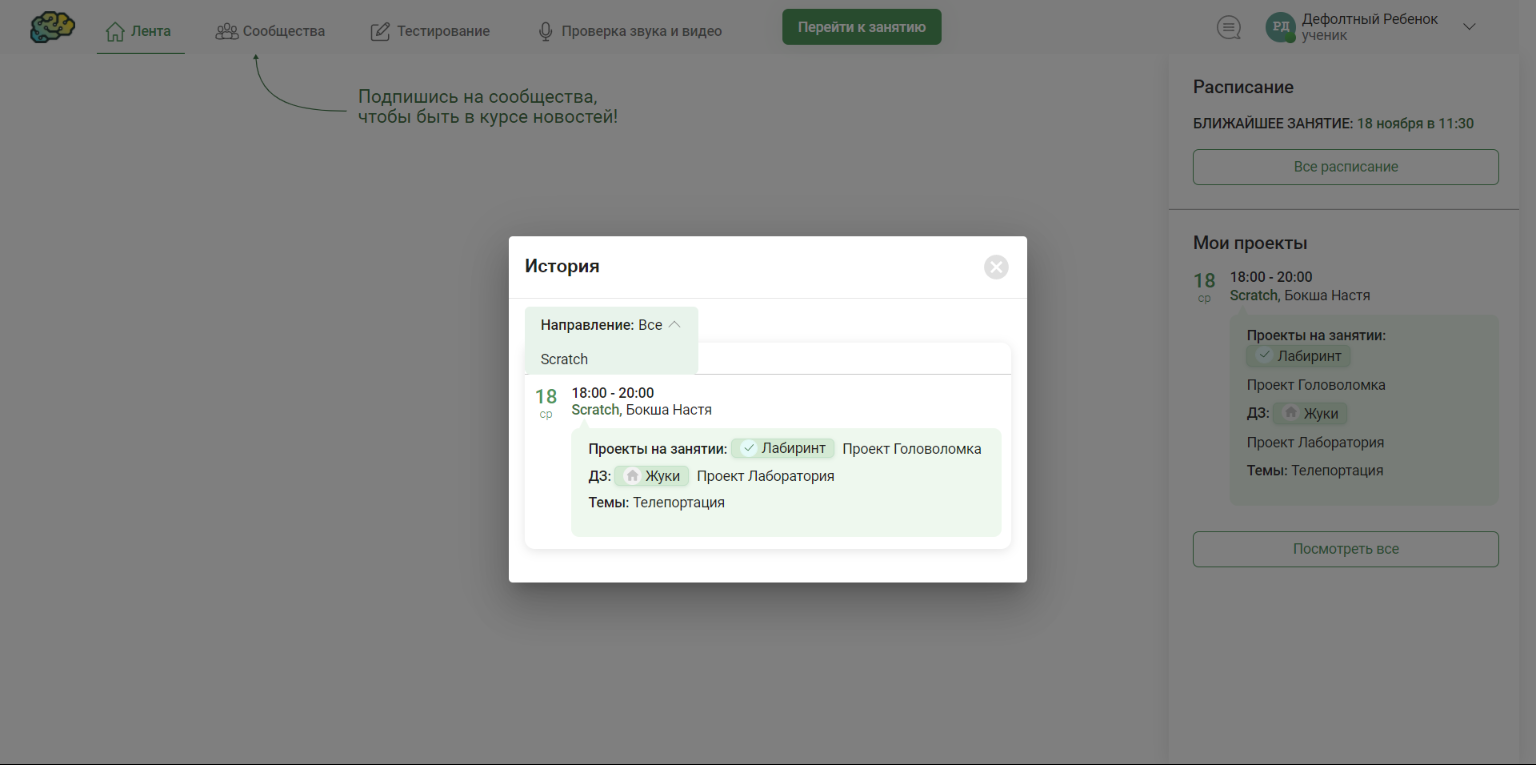 Лента
Сообщества
Тестирование
Проверка звука и видео
Перейти к занятию
РД
Дефолтный Ребенок
ученик
Подпишись на сообщества,
чтобы быть в курсе новостей!
Расписание
БЛИЖАЙШЕЕ ЗАНЯТИЕ: 18 ноября в 11:30
Все расписание
Мои проекты
18
ср
18:00 - 20:00
Scratch, Бокша Настя
Проекты на занятии:
Лабиринт
Проект Головоломка
ДЗ: Жуки
Проект Лаборатория
Темы: Телепортация
Посмотреть все
История
Направление: Все
Scratch
18
ср
18:00 - 20:00
Scratch, Бокша Настя
Проекты на занятии: Лабиринт Проект Головоломка
ДЗ: Жуки Проект Лаборатория
Темы: Телепортация